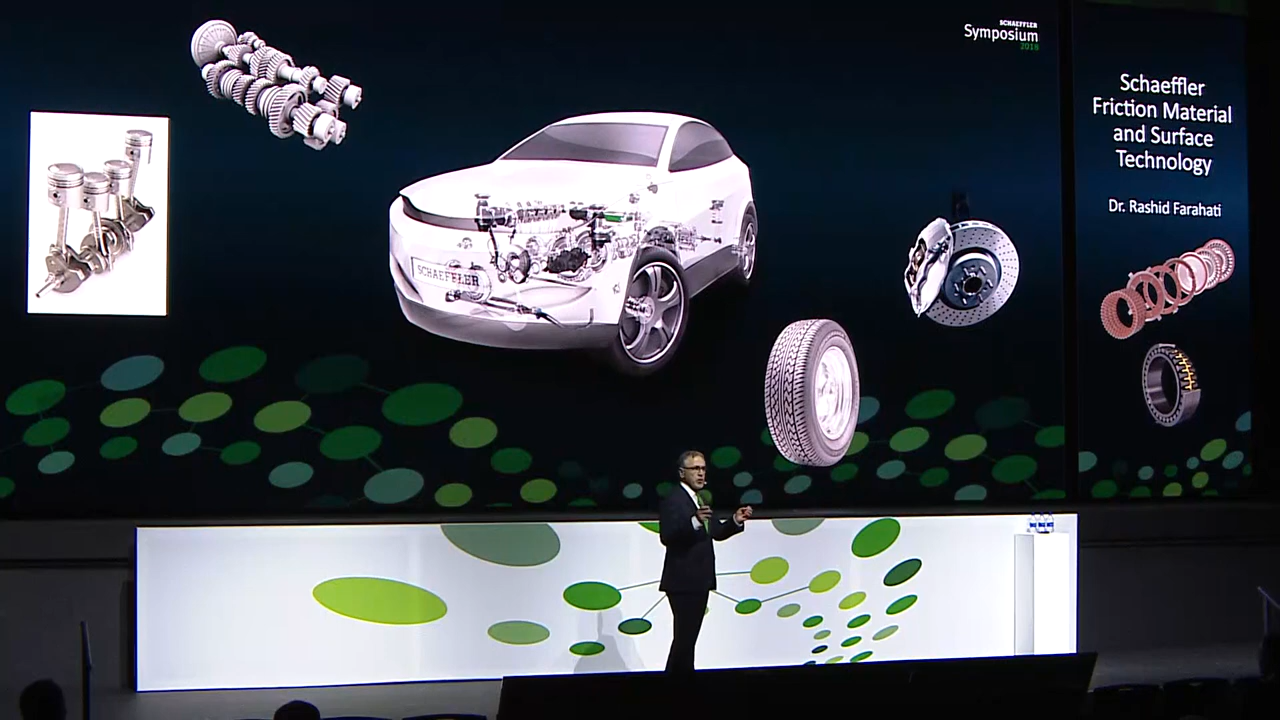 SCHAEFFLER
Symposium
2018
Schaeffler
Friction Material
and Surface
Technology
Dr. Rashid Farahati
SCHAEFFLER